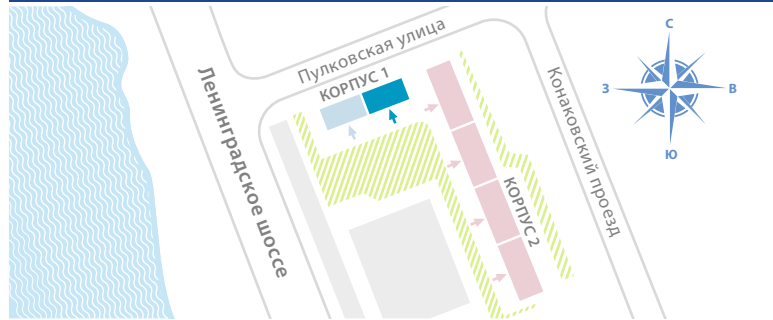 Пулковская улица
КОРПУС 1
Ленинградское шоссе
КОРПУС 2
Конаковский проезд
С
З
В
Ю